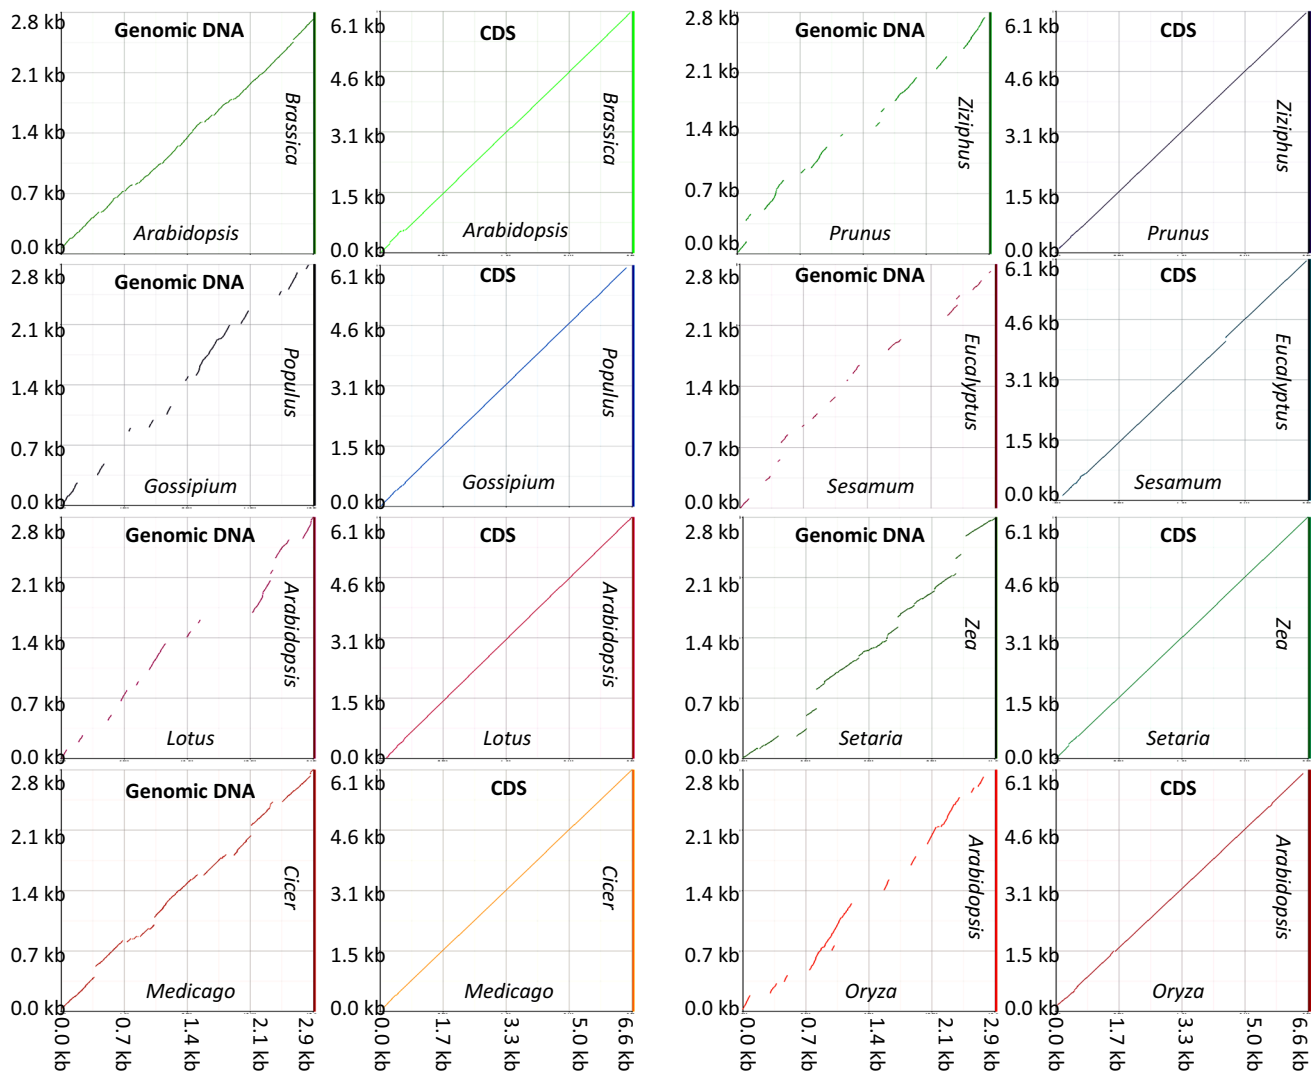 2.8 kb
2.1 kb
1.4 kb
0.7 kb
0.0 kb
Genomic DNA
Brassica
Arabidopsis
6.1 kb
4.6 kb
3.1 kb
1.5 kb
0.0 kb
CDS
Brassica
Arabidopsis
2.8 kb
2.1 kb
1.4 kb
0.7 kb
0.0 kb
Genomic DNA
Ziziphus
Prunus
6.1 kb
4.6 kb
3.1 kb
1.5 kb
0.0 kb
CDS
Ziziphus
Prunus
2.8 kb
2.1 kb
1.4 kb
0.7 kb
0.0 kb
Genomic DNA
Populus
Gossipium
6.1 kb
4.6 kb
3.1 kb
1.5 kb
0.0 kb
CDS
Populus
Gossipium
2.8 kb
2.1 kb
1.4 kb
0.7 kb
0.0 kb
Genomic DNA
Eucalyptus
Sesamum
6.1 kb
4.6 kb
3.1 kb
1.5 kb
0.0 kb
CDS
Eucalyptus
Sesamum
2.8 kb
2.1 kb
1.4 kb
0.7 kb
0.0 kb
Genomic DNA
Arabidopsis
Lotus
6.1 kb
4.6 kb
3.1 kb
1.5 kb
0.0 kb
CDS
Arabidopsis
Lotus
2.8 kb
2.1 kb
1.4 kb
0.7 kb
0.0 kb
Genomic DNA
Zea
Setaria
6.1 kb
4.6 kb
3.1 kb
1.5 kb
0.0 kb
CDS
Zea
Setaria
2.8 kb
2.1 kb
1.4 kb
0.7 kb
0.0 kb
Genomic DNA
Cicer
Medicago
6.1 kb
4.6 kb
3.1 kb
1.5 kb
0.0 kb
CDS
Cicer
Medicago
2.8 kb
2.1 kb
1.4 kb
0.7 kb
0.0 kb
Genomic DNA
Arabidopsis
Oryza
6.1 kb
4.6 kb
3.1 kb
1.5 kb
0.0 kb
CDS
Arabidopsis
Oryza
0.0 kb
0.7 kb
1.4 kb
2.1 kb
2.9 kb
0.0 kb
1.7 kb
3.3 kb
5.0 kb
6.6 kb
0.0 kb
0.7 kb
1.4 kb
2.1 kb
2.9 kb
0.0 kb
1.7 kb
3.3 kb
5.0 kb
6.6 kb